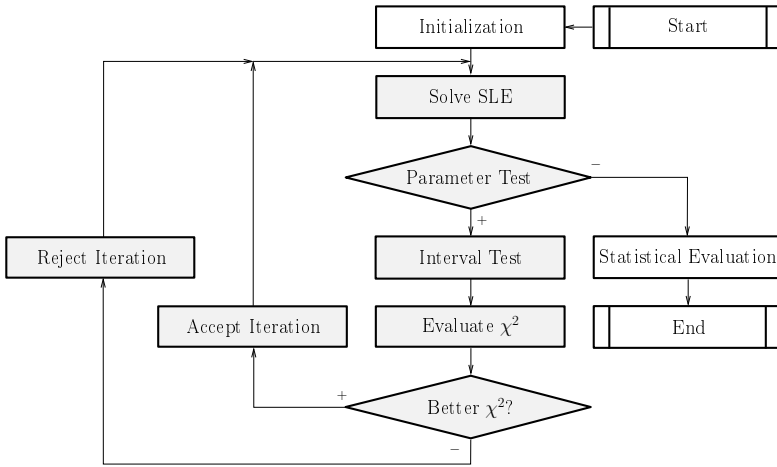 Initialization
Start
Solve SLE
Parameter Test
−
+
Reject Iteration
Interval Test
Statistical Evaluation
Accept Iteration
Evaluate χ²
End
+
Better χ²?
−